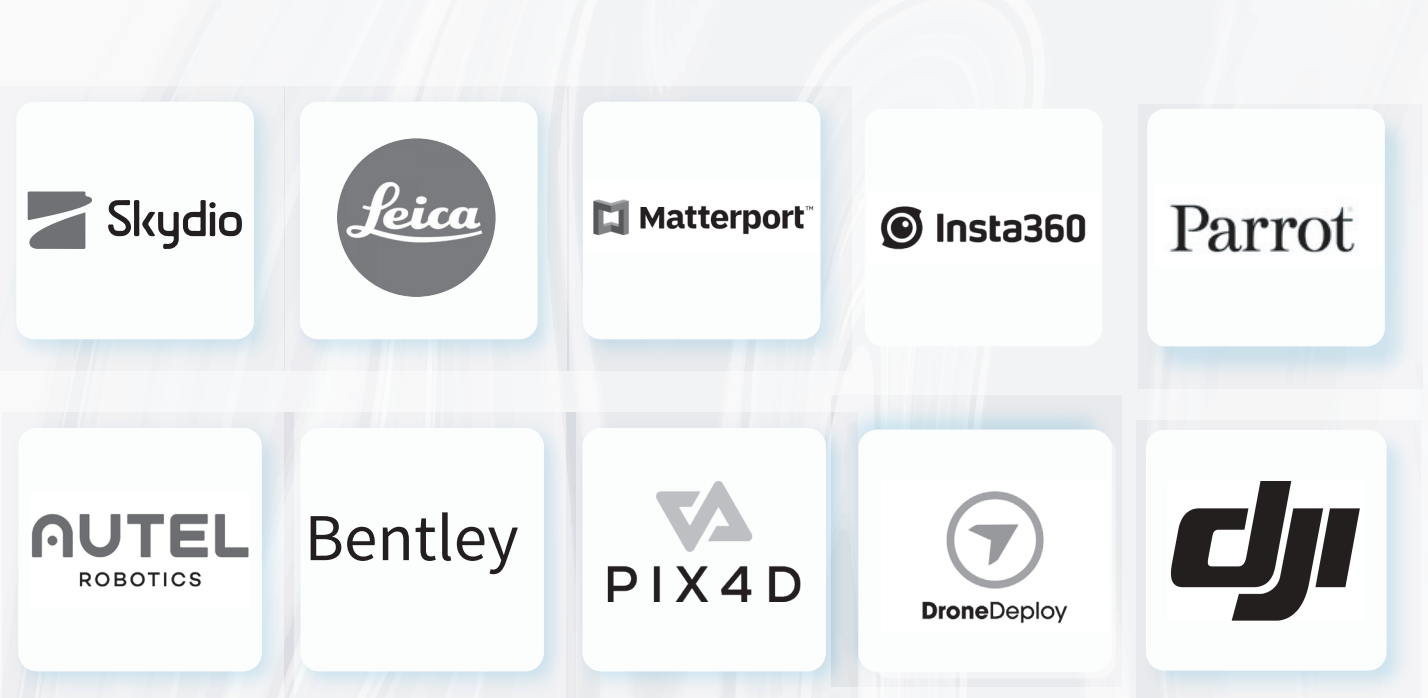 Skydio
Leica
Matterport™
Insta360
Parrot
AUTEL
ROBOTICS
Bentley
PIX4D
DroneDeploy
dji